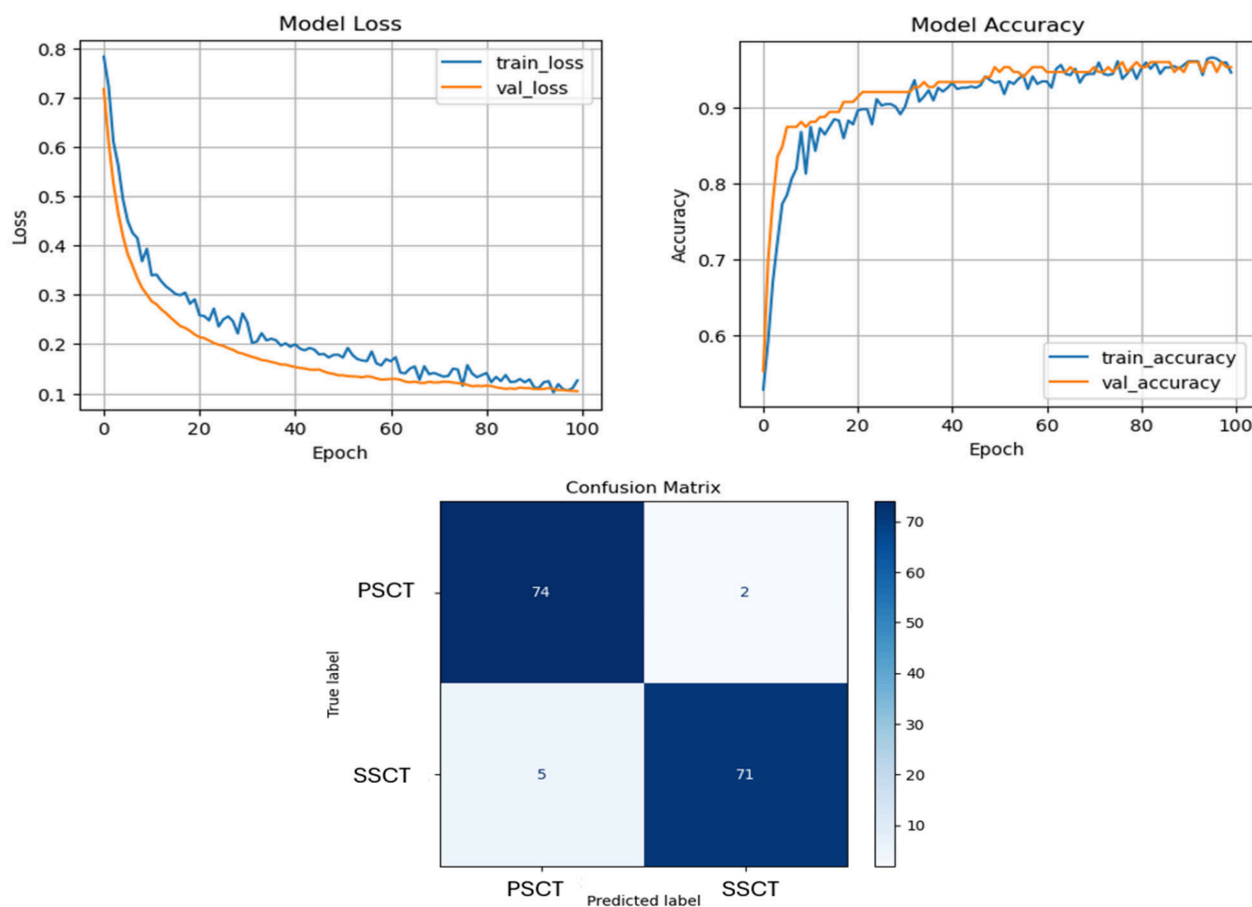 Model Loss
0.8
0.7
0.6
0.5
0.4
0.3
0.2
0.1
Loss
train_loss
val_loss
0 20 40 60 80 100
Epoch
Model Accuracy
0.9
0.8
0.7
0.6
Accuracy
train_accuracy
val_accuracy
0 20 40 60 80 100
Epoch
Confusion Matrix
PSCT
74 2
True label
SSCT
5 71
PSCT SSCT
Predicted label
70
60
50
40
30
20
10